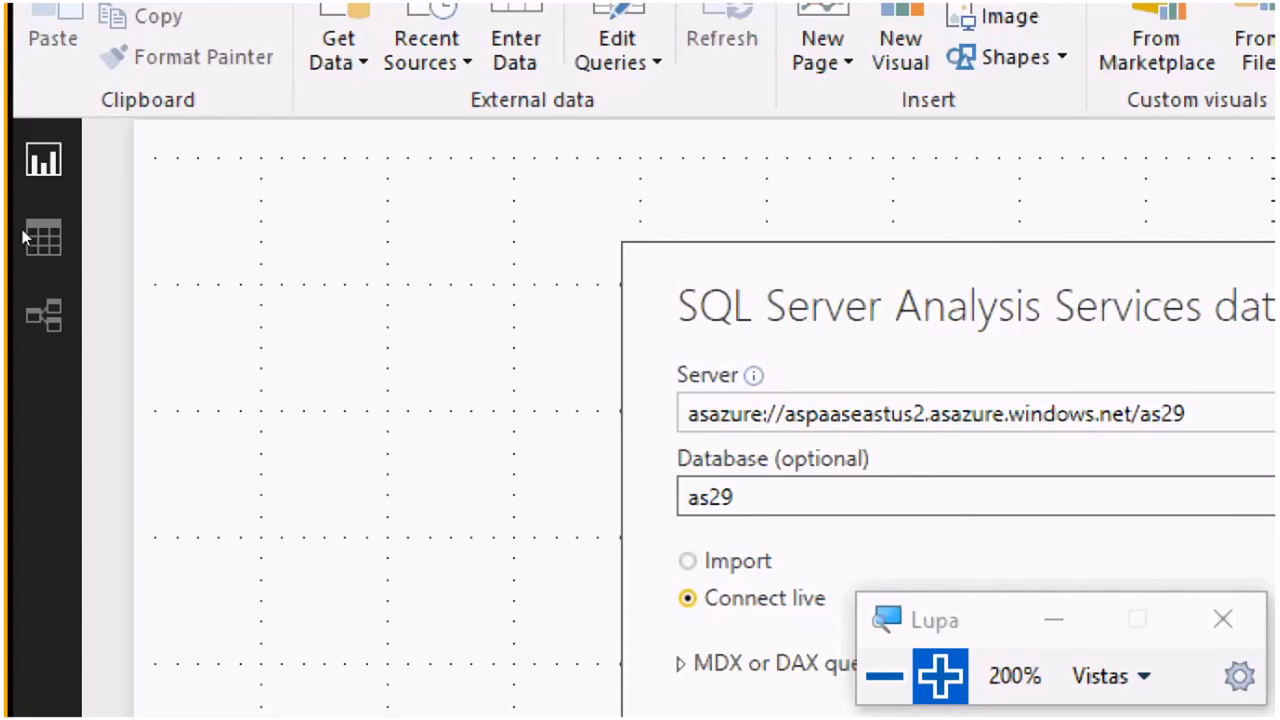 Copy
Paste
Format Painter
Clipboard
Get Data
Recent Sources
Enter Data
Edit Queries
Refresh
External data
New Page
New Visual
Image
Shapes
Insert
From Marketplace
Custom visuals
SQL Server Analysis Services dat
Server
asazure://aspaaseastus2.asazure.windows.net/as29
Database (optional)
as29
Import
Connect live
MDX or DAX que
Lupa
200%
Vistas